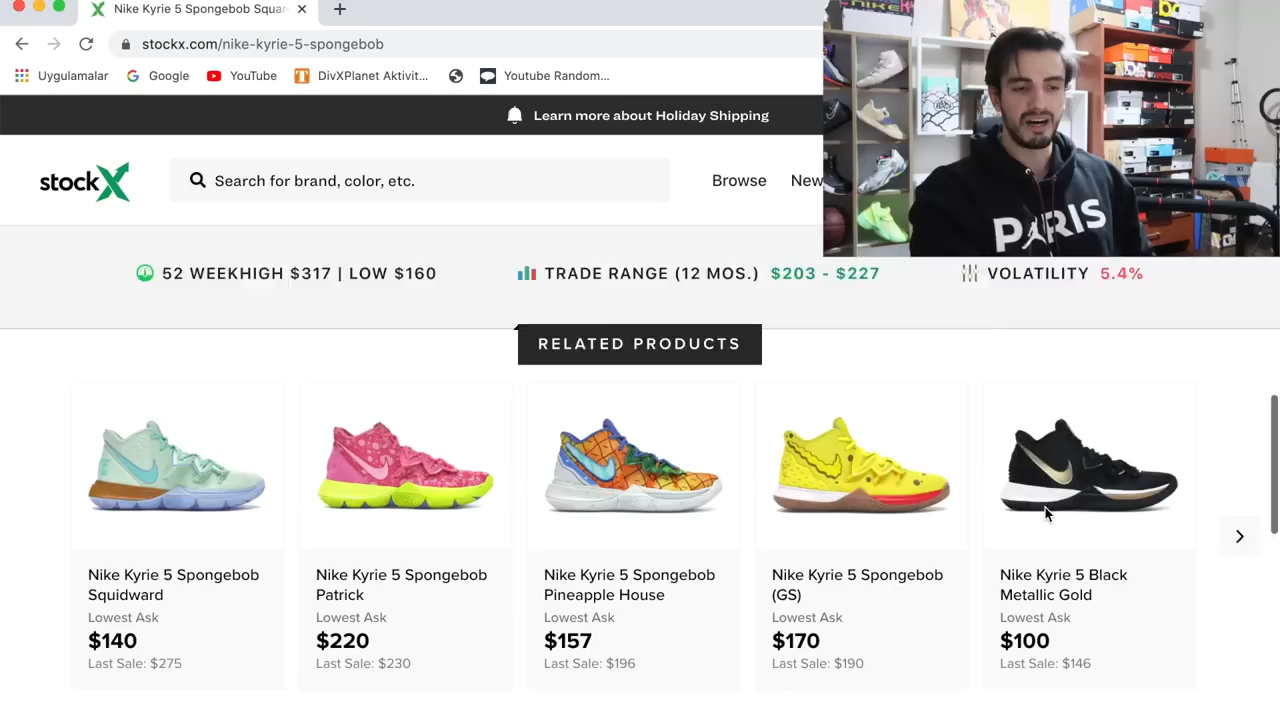 Nike Kyrie 5 Spongebob Squar
stockx.com/nike-kyrie-5-spongebob
Uygulamalar Google YouTube DivXPlanet Aktivit... Youtube Random...
Learn more about Holiday Shipping
stockX
Search for brand, color, etc.
Browse New
PARIS
52 WEEKHIGH $317 | LOW $160 TRADE RANGE (12 MOS.) $203 - $227 VOLATILITY 5.4%
RELATED PRODUCTS
Nike Kyrie 5 Spongebob
Squidward
Lowest Ask
$140
Last Sale: $275
Nike Kyrie 5 Spongebob
Patrick
Lowest Ask
$220
Last Sale: $230
Nike Kyrie 5 Spongebob
Pineapple House
Lowest Ask
$157
Last Sale: $196
Nike Kyrie 5 Spongebob
(GS)
Lowest Ask
$170
Last Sale: $190
Nike Kyrie 5 Black
Metallic Gold
Lowest Ask
$100
Last Sale: $146